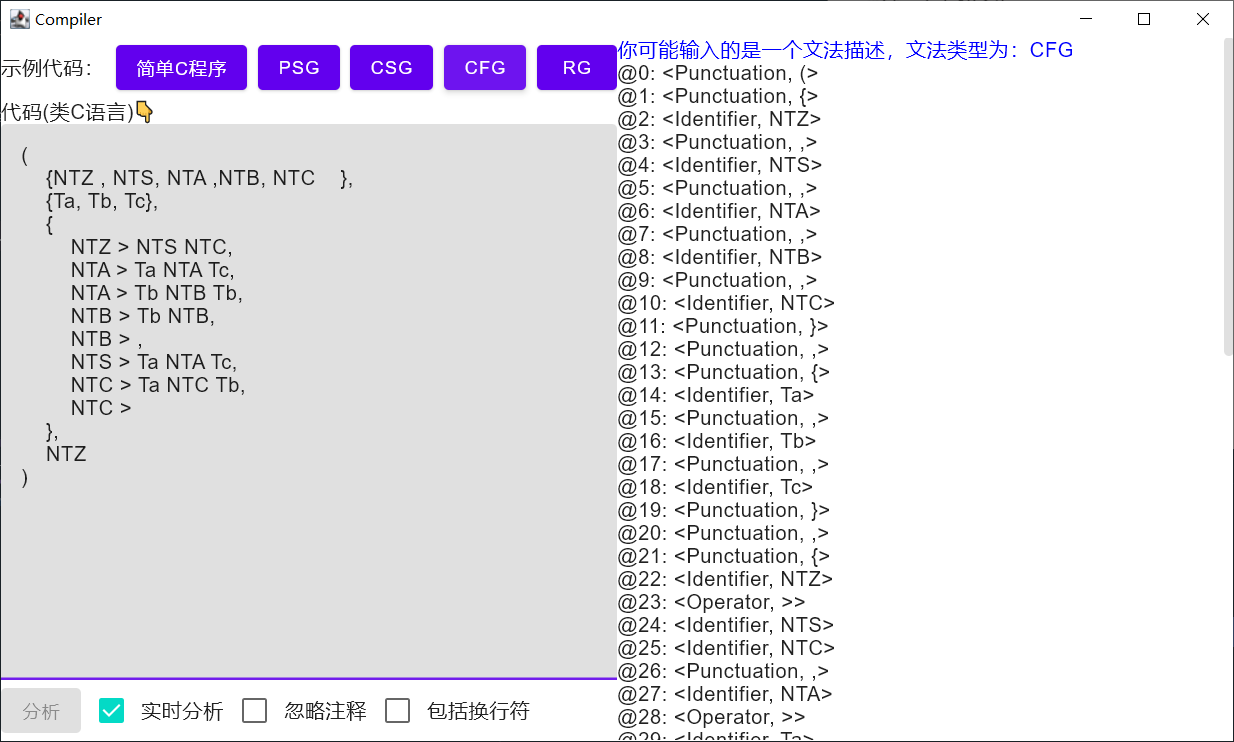 Compiler
示例代码： 简单C程序 PSG CSG CFG RG
代码(类C语言)👇
(
{NTZ , NTS, NTA ,NTB, NTC },
{Ta, Tb, Tc},
{
NTZ > NTS NTC,
NTA > Ta NTA Tc,
NTA > Tb NTB Tb,
NTB > Tb NTB,
NTB > ,
NTS > Ta NTA Tc,
NTC > Ta NTC Tb,
NTC >
},
NTZ
)
分析 实时分析 忽略注释 包括换行符
你可能输入的是一个文法描述，文法类型为：CFG
@0: <Punctuation, (>
@1: <Punctuation, {>
@2: <Identifier, NTZ>
@3: <Punctuation, ,>
@4: <Identifier, NTS>
@5: <Punctuation, ,>
@6: <Identifier, NTA>
@7: <Punctuation, ,>
@8: <Identifier, NTB>
@9: <Punctuation, ,>
@10: <Identifier, NTC>
@11: <Punctuation, }>
@12: <Punctuation, ,>
@13: <Punctuation, {>
@14: <Identifier, Ta>
@15: <Punctuation, ,>
@16: <Identifier, Tb>
@17: <Punctuation, ,>
@18: <Identifier, Tc>
@19: <Punctuation, }>
@20: <Punctuation, ,>
@21: <Punctuation, {>
@22: <Identifier, NTZ>
@23: <Operator, >>
@24: <Identifier, NTS>
@25: <Identifier, NTC>
@26: <Punctuation, ,>
@27: <Identifier, NTA>
@28: <Operator, >>
@29: <Identifier, Ta>